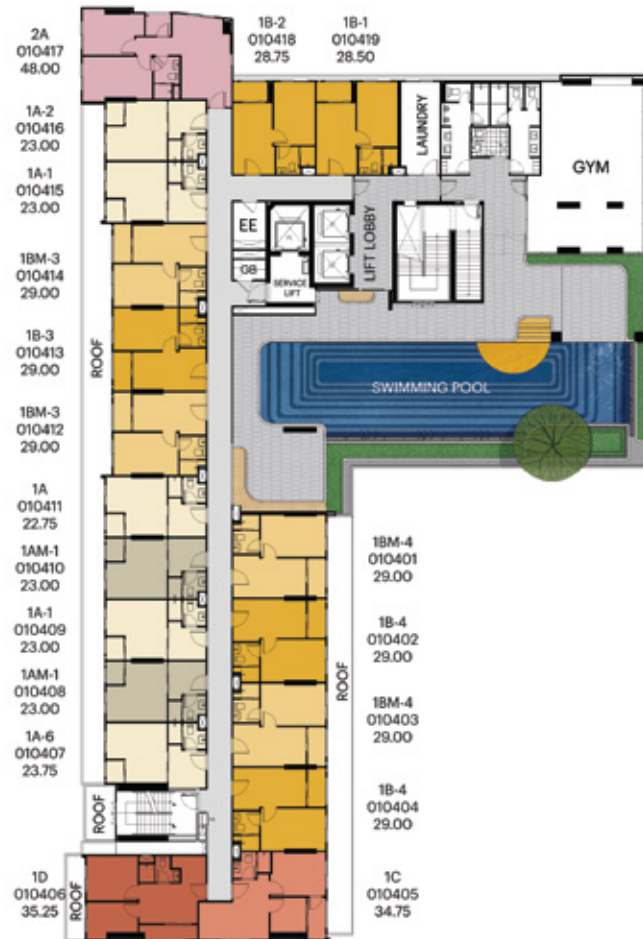 2A
010417
48.00
1B-2
010418
28.75
1B-1
010419
28.50
1A-2
010416
23.00
1A-1
010415
23.00
1BM-3
010414
29.00
1B-3
010413
29.00
1BM-3
010412
29.00
1A
010411
22.75
1AM-1
010410
23.00
1A-1
010409
23.00
1AM-1
010408
23.00
1A-6
010407
23.75
1D
010406
35.25
ROOF
ROOF
ROOF
LAUNDRY
GYM
EE
GB
SERVICE
LIFT
LIFT LOBBY
SWIMMING POOL
1BM-4
010401
29.00
1B-4
010402
29.00
1BM-4
010403
29.00
1B-4
010404
29.00
ROOF
1C
010405
34.75